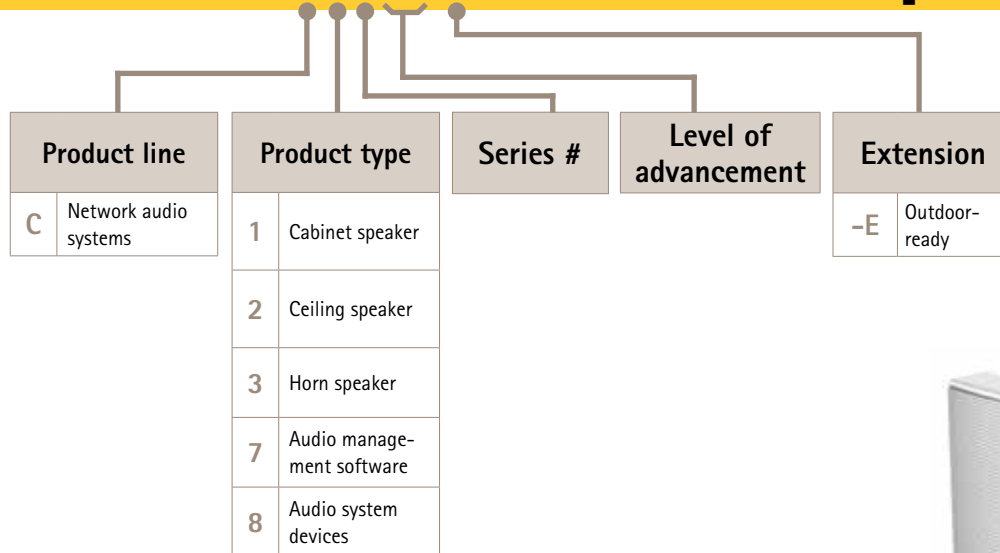 Product line
Product type
Series #
Level of
advancement
Extension
C
Network audio
systems
1
Cabinet speaker
2
Ceiling speaker
3
Horn speaker
7
Audio manage-
ment software
8
Audio system
devices
-E
Outdoor-
ready